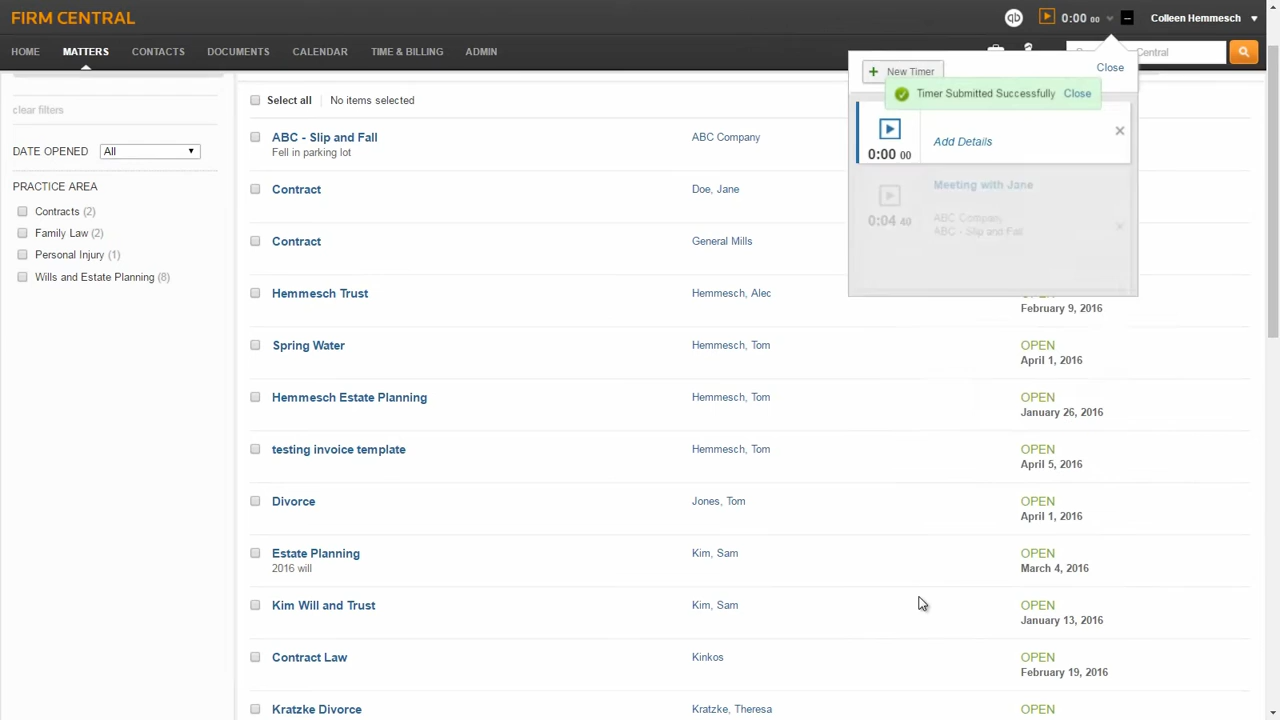 FIRM CENTRAL
qb
0:00 00
Colleen Hemmesch
HOME
MATTERS
CONTACTS
DOCUMENTS
CALENDAR
TIME & BILLING
ADMIN
Central
clear filters
DATE OPENED
All
PRACTICE AREA
Contracts (2)
Family Law (2)
Personal Injury (1)
Wills and Estate Planning (8)
New Timer
Close
Timer Submitted Successfully Close
0:00 00
Add Details
Meeting with Jane
0:04 40
ABC Company
ABC - Slip and Fall
Select all
No items selected
ABC - Slip and Fall
ABC Company
Fell in parking lot
Contract
Doe, Jane
Contract
General Mills
Hemmesch Trust
Hemmesch, Alec
February 9, 2016
Spring Water
Hemmesch, Tom
OPEN
April 1, 2016
Hemmesch Estate Planning
Hemmesch, Tom
OPEN
January 26, 2016
testing invoice template
Hemmesch, Tom
OPEN
April 5, 2016
Divorce
Jones, Tom
OPEN
April 1, 2016
Estate Planning
Kim, Sam
OPEN
2016 will
March 4, 2016
Kim Will and Trust
Kim, Sam
OPEN
January 13, 2016
Contract Law
Kinkos
OPEN
February 19, 2016
Kratzke Divorce
Kratzke, Theresa
OPEN